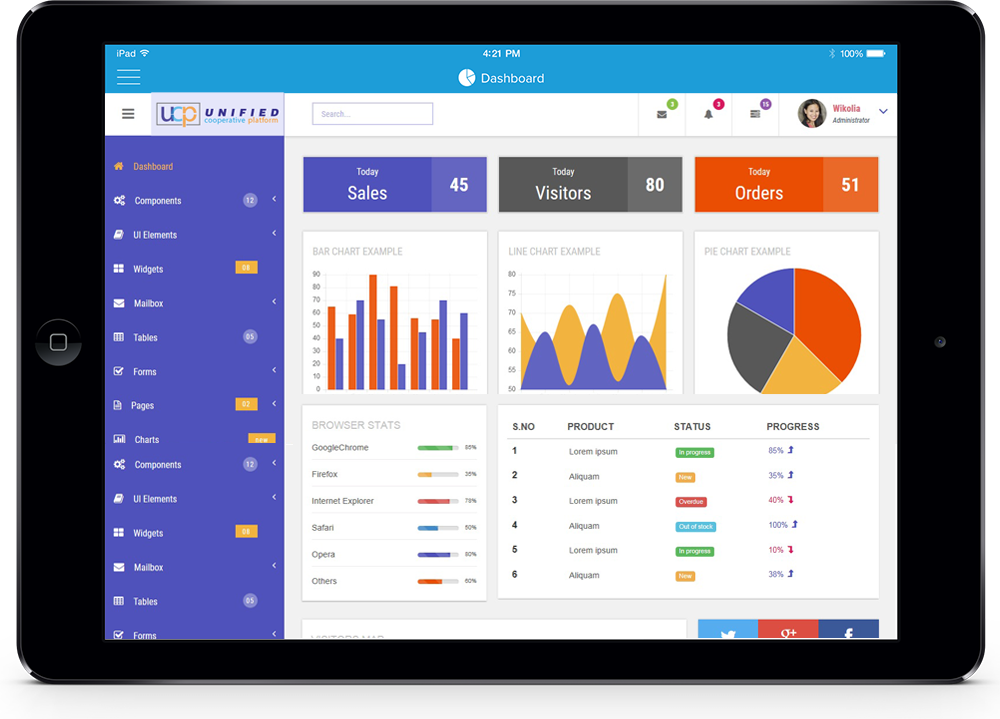 iPad 4:21 PM 100%
Dashboard
ucp UNIFIED
cooperative platform
Search...
3
3
15
Wikolia
Administrator
Dashboard
Components 12
UI Elements
Widgets 08
Mailbox
Tables 05
Forms
Pages 02
Charts new
Components 12
UI Elements
Widgets 08
Mailbox
Tables 05
Forms
Today
Sales 45
Today
Visitors 80
Today
Orders 51
BAR CHART EXAMPLE
90
80
70
60
50
40
30
20
10
0
LINE CHART EXAMPLE
80
75
70
65
60
55
50
PIE CHART EXAMPLE
BROWSER STATS
GoogleChrome 85%
Firefox 35%
Internet Explorer 78%
Safari 50%
Opera 80%
Others 60%
S.NO PRODUCT STATUS PROGRESS
1 Lorem ipsum In progress 85%
2 Aliquam New 35%
3 Lorem ipsum Overdue 40%
4 Aliquam Out of stock 100%
5 Lorem ipsum In progress 10%
6 Aliquam New 38%
VISITORS MAP
g+ f